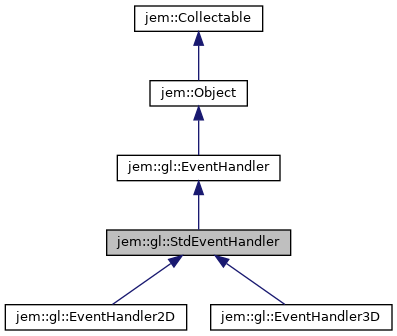 jem::Collectable
jem::Object
jem::gl::EventHandler
jem::gl::StdEventHandler
jem::gl::EventHandler2D
jem::gl::EventHandler3D